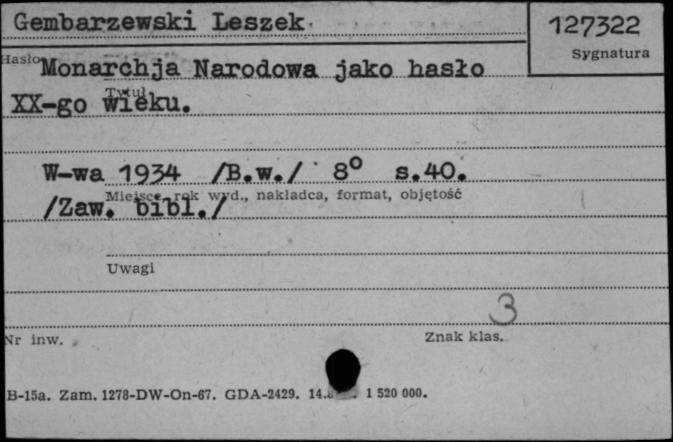 Gembarzewski Leszek
127322
Hasło
Sygnatura
Monarchja Narodowa jako hasło
Tytuł
XX-go wieku.
W-wa 1934 /B.w./ 8° s.40.
Miejsce, rok wyd., nakładca, format, objętość
/Zaw. bibl./
Uwagi
3
Nr inw.
Znak klas.
B-15a. Zam. 1278-DW-On-67. GDA-2429. 1 520 000.